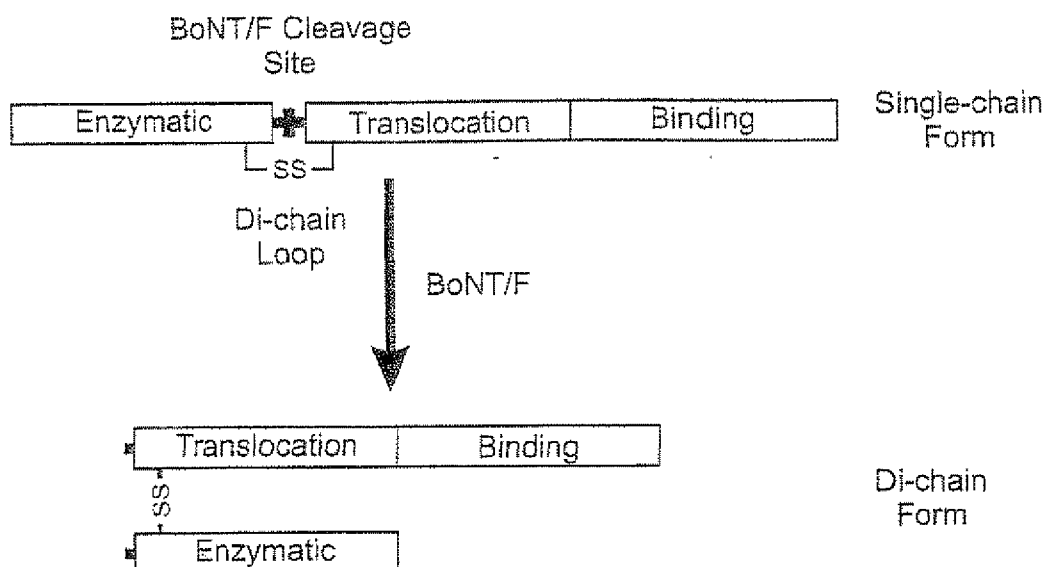 BoNT/F Cleavage
Site
Enzymatic
Translocation
Binding
Single-chain
Form
SS
Di-chain
Loop
BoNT/F
Translocation
Binding
SS
Enzymatic
Di-chain
Form